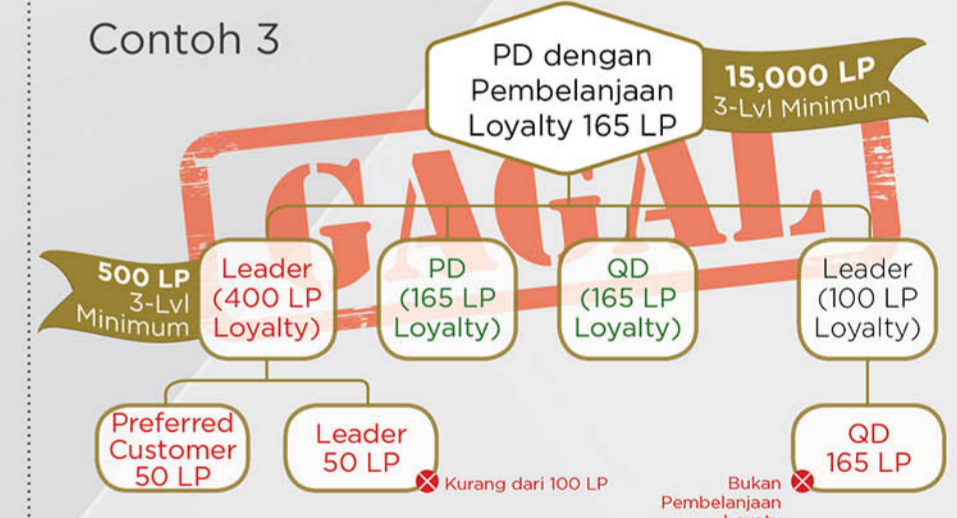 Contoh 3
PD dengan
Pembelanjaan
Loyalty 165 LP
15,000 LP
3-Lvl Minimum
GAGAL
500 LP
3-Lvl
Minimum
Leader
(400 LP
Loyalty)
PD
(165 LP
Loyalty)
QD
(165 LP
Loyalty)
Leader
(100 LP
Loyalty)
Preferred
Customer
50 LP
Leader
50 LP
Kurang dari 100 LP
QD
165 LP
Bukan
Pembelanjaan